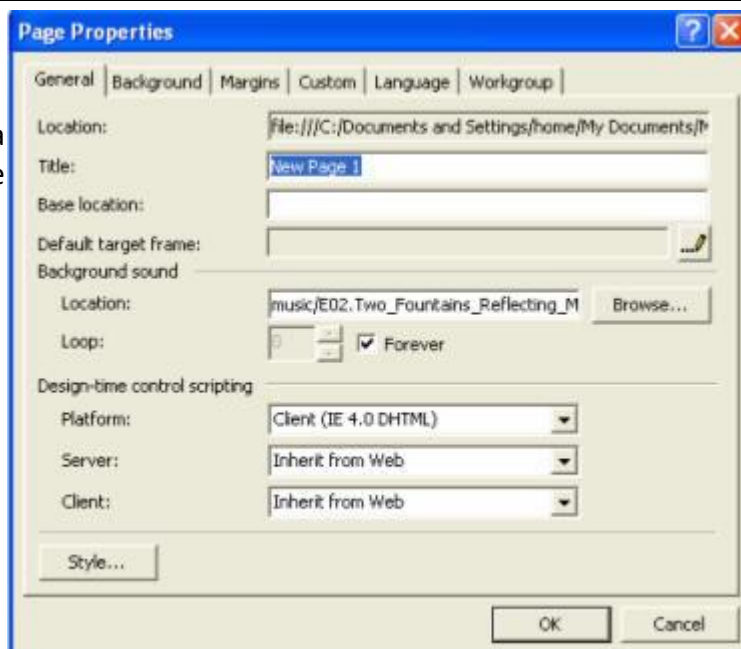 Page Properties
General Background Margins Custom Language Workgroup
Location: file:///C:/Documents and Settings/home/My Documents/M
a
Title: New Page 1
e
Base location:
Default target frame:
Background sound
Location: music/E02.Two_Fountains_Reflecting_M Browse...
Loop: 0 Forever
Design-time control scripting
Platform: Client (IE 4.0 DHTML)
Server: Inherit from Web
Client: Inherit from Web
Style...
OK Cancel